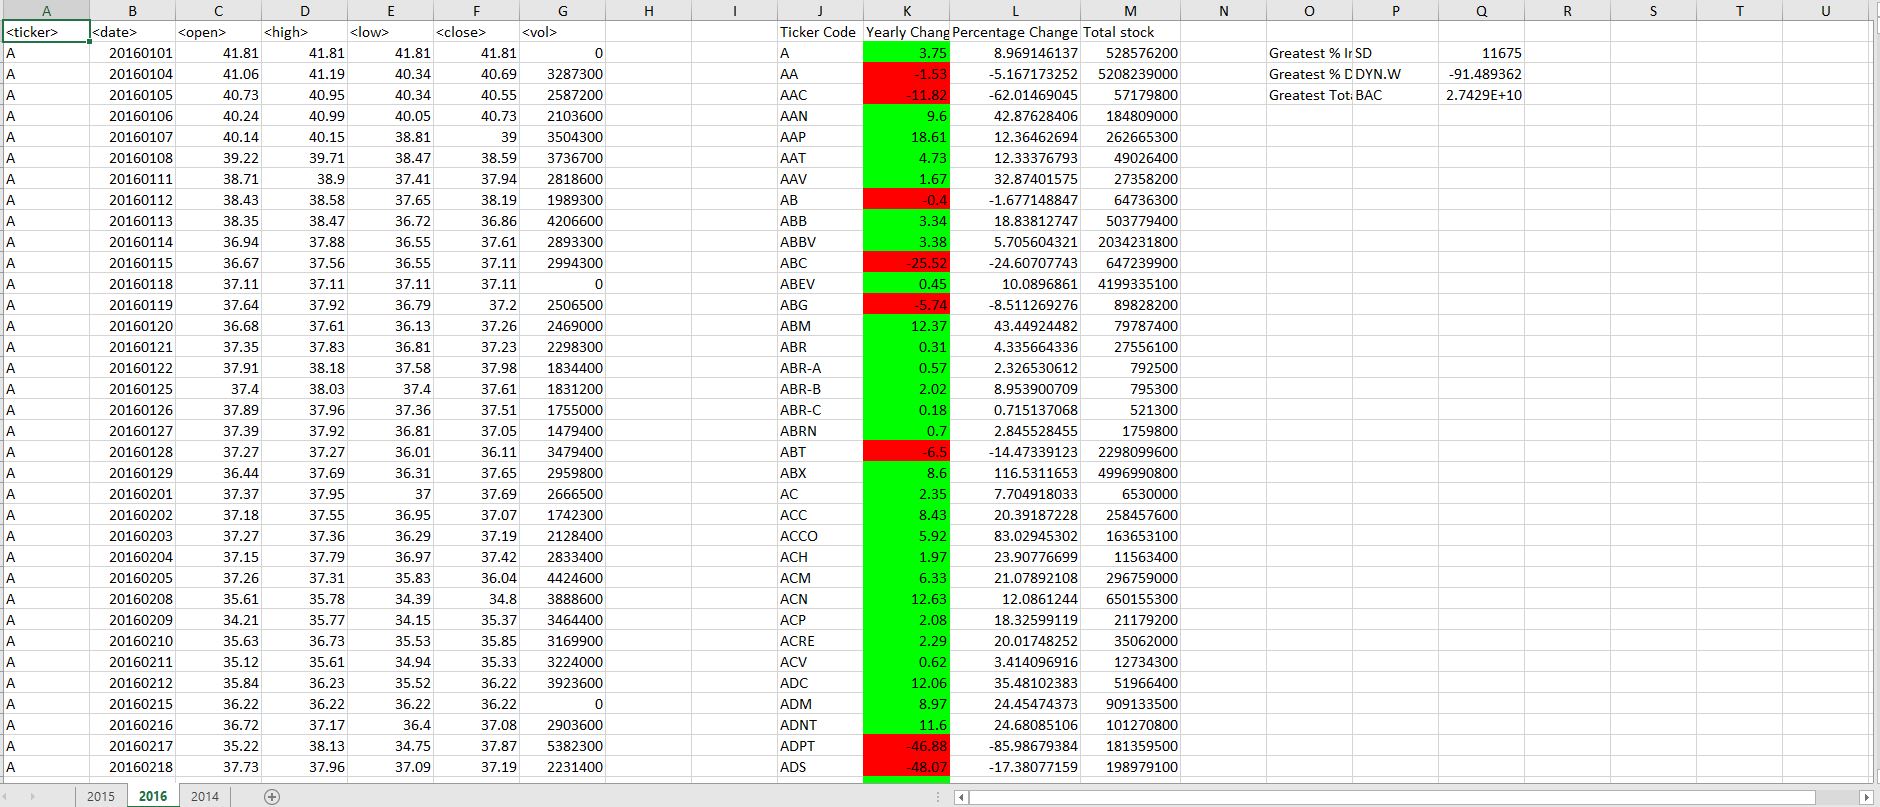 A B C D E F G H I J K L M N O P Q R S T U
<ticker> <date> <open> <high> <low> <close> <vol> Ticker Code Yearly Chang Percentage Change Total stock
A 20160101 41.81 41.81 41.81 41.81 0 A 3.75 8.969146137 528576200 Greatest % I SD 11675
A 20160104 41.06 41.19 40.34 40.69 3287300 AA -1.53 -5.167173252 5208239000 Greatest % D DYN.W -91.489362
A 20160105 40.73 40.95 40.34 40.55 2587200 AAC -11.82 -62.01469045 57179800 Greatest Tot BAC 2.7429E+10
A 20160106 40.24 40.99 40.05 40.73 2103600 AAN 9.6 42.87628406 184809000
A 20160107 40.14 40.15 38.81 39 3504300 AAP 18.61 12.36462694 262665300
A 20160108 39.22 39.71 38.47 38.59 3736700 AAT 4.73 12.33376793 49026400
A 20160111 38.71 38.9 37.41 37.94 2818600 AAV 1.67 32.87401575 27358200
A 20160112 38.43 38.58 37.65 38.19 1989300 AB -0.4 -1.677148847 64736300
A 20160113 38.35 38.47 36.72 36.86 4206600 ABB 3.34 18.83812747 503779400
A 20160114 36.94 37.88 36.55 37.61 2893300 ABBV 3.38 5.705604321 2034231800
A 20160115 36.67 37.56 36.55 37.11 2994300 ABC -25.52 -24.60707743 647239900
A 20160118 37.11 37.11 37.11 37.11 0 ABEV 0.45 10.0896861 4199335100
A 20160119 37.64 37.92 36.79 37.2 2506500 ABG -5.74 -8.511269276 89828200
A 20160120 36.68 37.61 36.13 37.26 2469000 ABM 12.37 43.44924482 79787400
A 20160121 37.35 37.83 36.81 37.23 2298300 ABR 0.31 4.335664336 27556100
A 20160122 37.91 38.18 37.58 37.98 1834400 ABR-A 0.57 2.326530612 792500
A 20160125 37.4 38.03 37.4 37.61 1831200 ABR-B 2.02 8.953900709 795300
A 20160126 37.89 37.96 37.36 37.51 1755000 ABR-C 0.18 0.715137068 521300
A 20160127 37.39 37.92 36.81 37.05 1479400 ABRN 0.7 2.845528455 1759800
A 20160128 37.27 37.27 36.01 36.11 3479400 ABT -6.5 -14.47339123 2298099600
A 20160129 36.44 37.69 36.31 37.65 2959800 ABX 8.6 116.5311653 4996990800
A 20160201 37.37 37.95 37 37.69 2666500 AC 2.35 7.704918033 6530000
A 20160202 37.18 37.55 36.95 37.07 1742300 ACC 8.43 20.39187228 258457600
A 20160203 37.27 37.36 36.29 37.19 2128400 ACCO 5.92 83.02945302 163653100
A 20160204 37.15 37.79 36.97 37.42 2833400 ACH 1.97 23.90776699 11563400
A 20160205 37.26 37.31 35.83 36.04 4424600 ACM 6.33 21.07892108 296759000
A 20160208 35.61 35.78 34.39 34.8 3888600 ACN 12.63 12.0861244 650155300
A 20160209 34.21 35.77 34.15 35.37 3464400 ACP 2.08 18.32599119 21179200
A 20160210 35.63 36.73 35.53 35.85 3169900 ACRE 2.29 20.01748252 35062000
A 20160211 35.12 35.61 34.94 35.33 3224000 ACV 0.62 3.414096916 12734300
A 20160212 35.84 36.23 35.52 36.22 3923600 ADC 12.06 35.48102383 51966400
A 20160215 36.22 36.22 36.22 36.22 0 ADM 8.97 24.45474373 909133500
A 20160216 36.72 37.17 36.4 37.08 2903600 ADNT 11.6 24.68085106 101270800
A 20160217 35.22 38.13 34.75 37.87 5382300 ADPT -46.88 -85.98679384 181359500
A 20160218 37.73 37.96 37.09 37.19 2231400 ADS -48.07 -17.38077159 198979100
2015 2016 2014